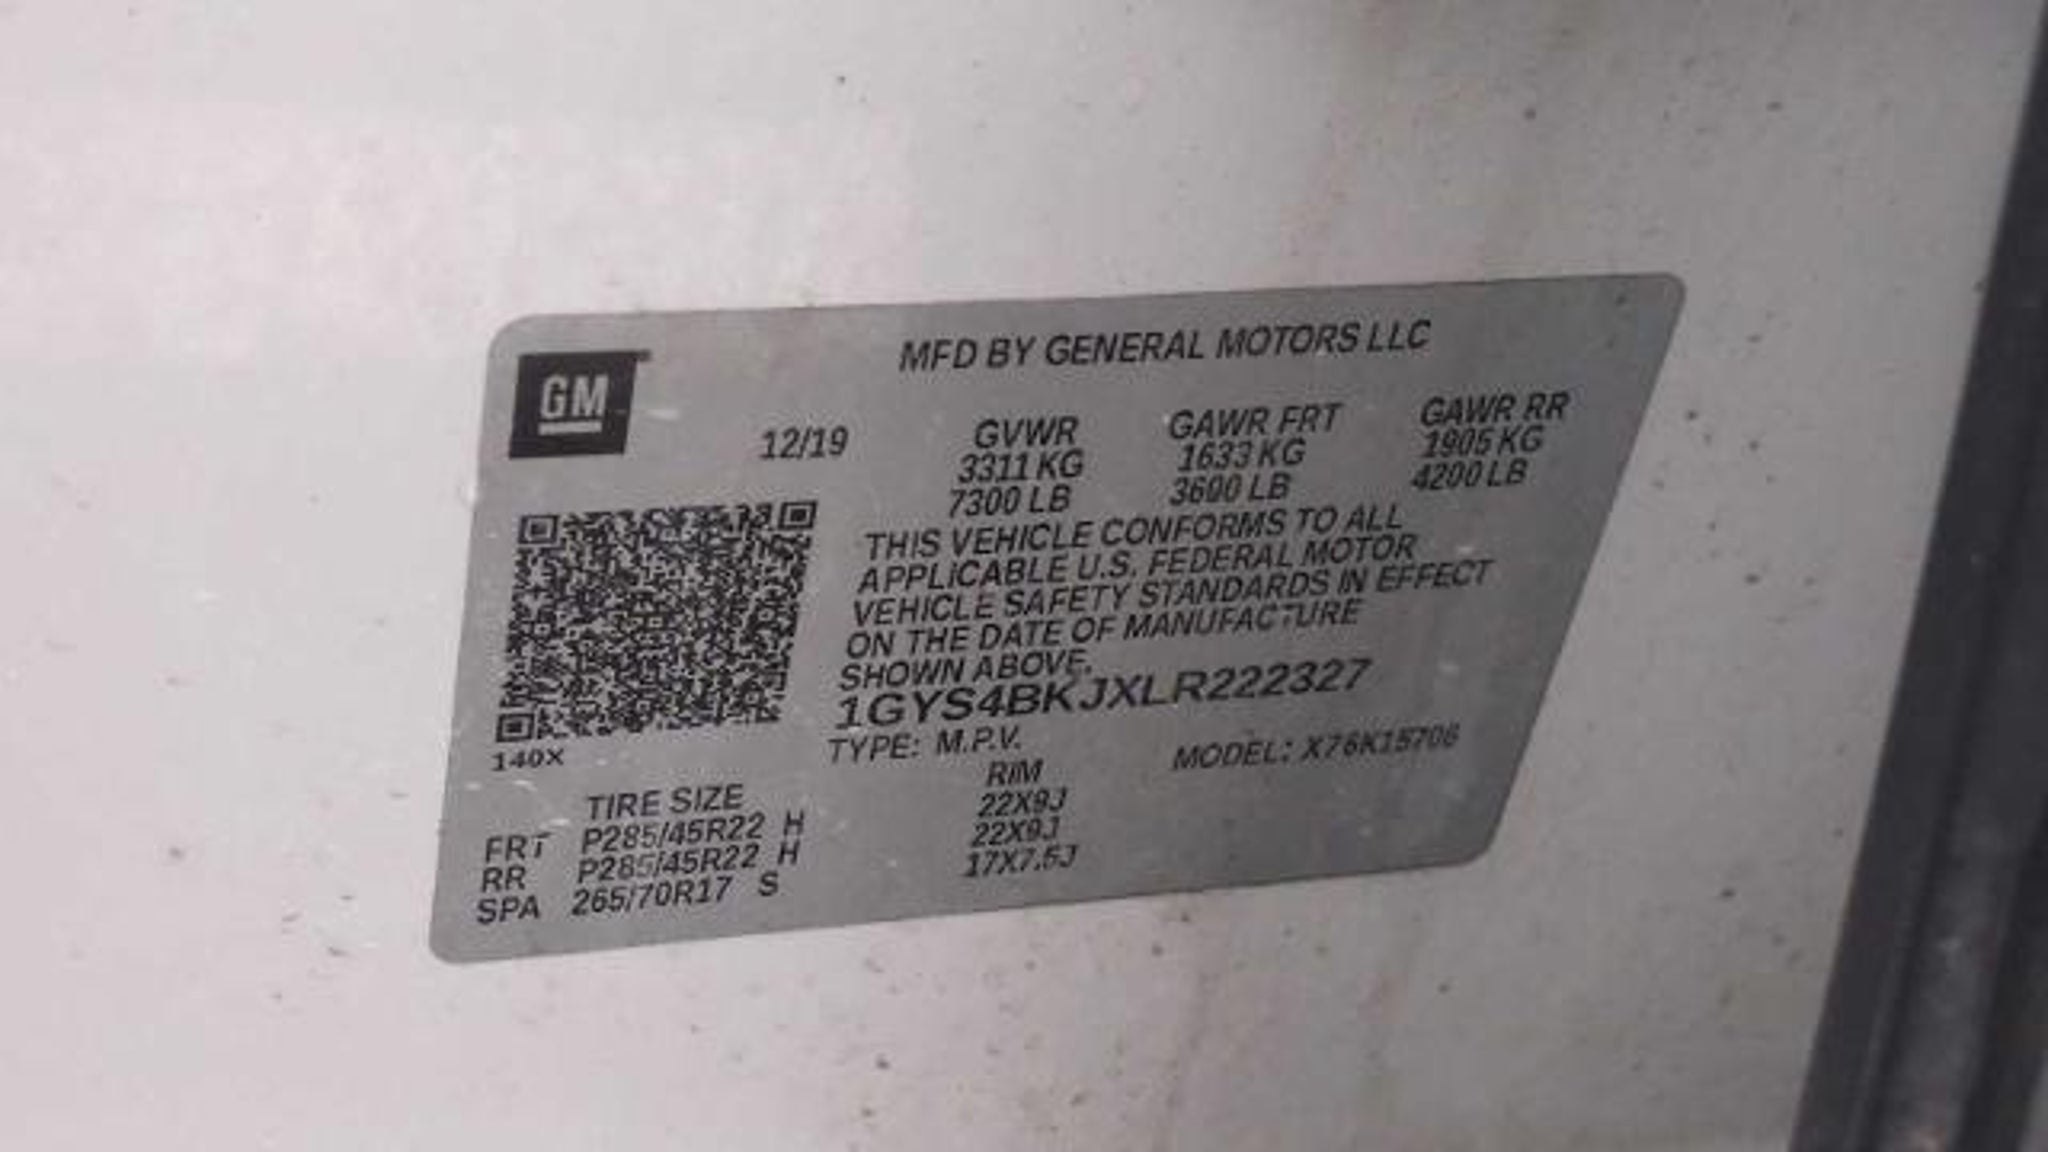 GM
MFD BY GENERAL MOTORS LLC
12/19 GVWR GAWR FRT GAWR RR
3311 KG 1633 KG 1905 KG
7300 LB 3600 LB 4200 LB
THIS VEHICLE CONFORMS TO ALL
APPLICABLE U.S. FEDERAL MOTOR
VEHICLE SAFETY STANDARDS IN EFFECT
ON THE DATE OF MANUFACTURE
SHOWN ABOVE.
1GYS4BKJXLR222327
140X
TYPE: M.P.V. MODEL: X76K15706
TIRE SIZE RIM
FRT P285/45R22 H 22X9J
RR P285/45R22 H 22X9J
SPA 265/70R17 S 17X7.5J